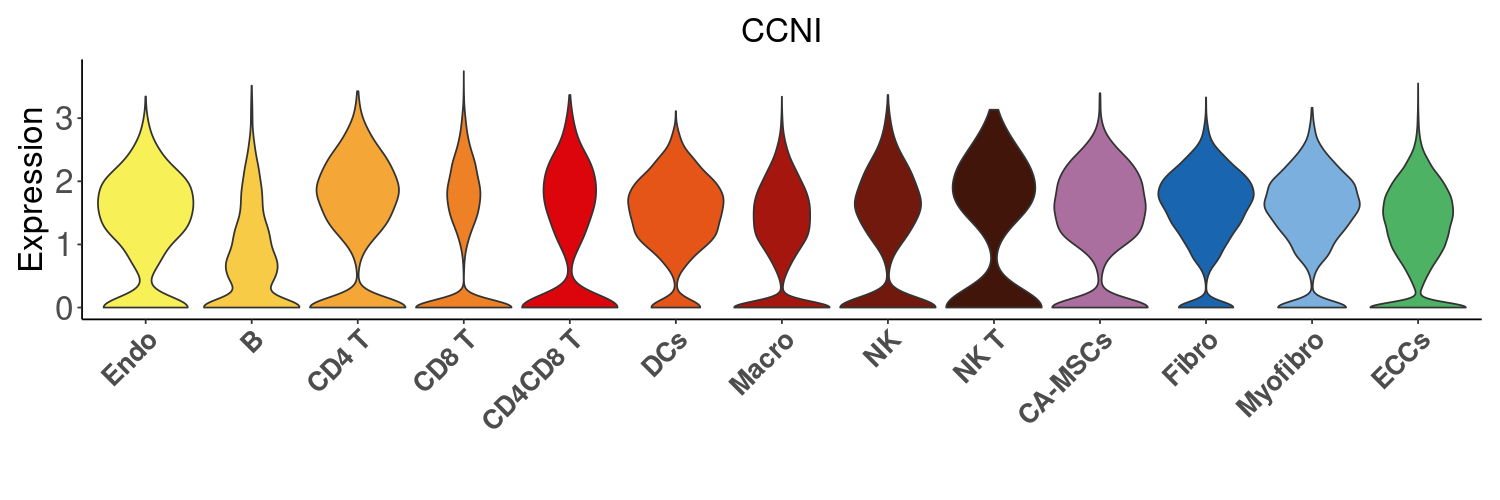 CCNI
Expression
3
2
1
0
Endo
B
CD4 T
CD8 T
CD4CD8 T
DCs
Macro
NK
NK T
CA-MSCs
Fibro
Myofibro
ECCs